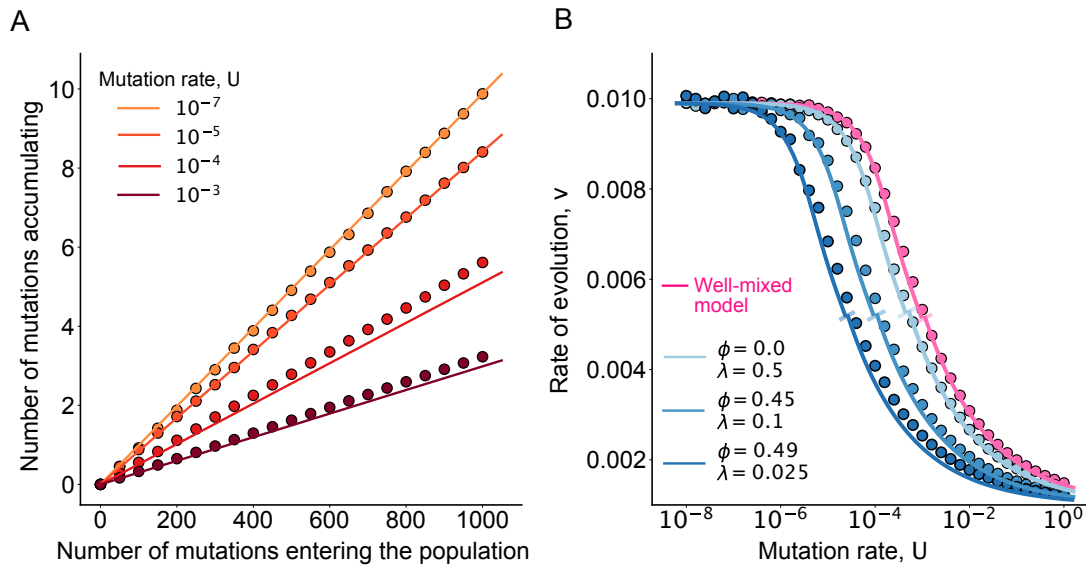 A
Number of mutations accumulating
10
8
6
4
2
0
Mutation rate, U
10⁻⁷
10⁻⁵
10⁻⁴
10⁻³
0 200 400 600 800 1000
Number of mutations entering the population
B
Rate of evolution, v
0.010
0.008
0.006
0.004
0.002
Well-mixed
model
ϕ = 0.0
λ = 0.5
ϕ = 0.45
λ = 0.1
ϕ = 0.49
λ = 0.025
10⁻⁸ 10⁻⁶ 10⁻⁴ 10⁻² 10⁰
Mutation rate, U